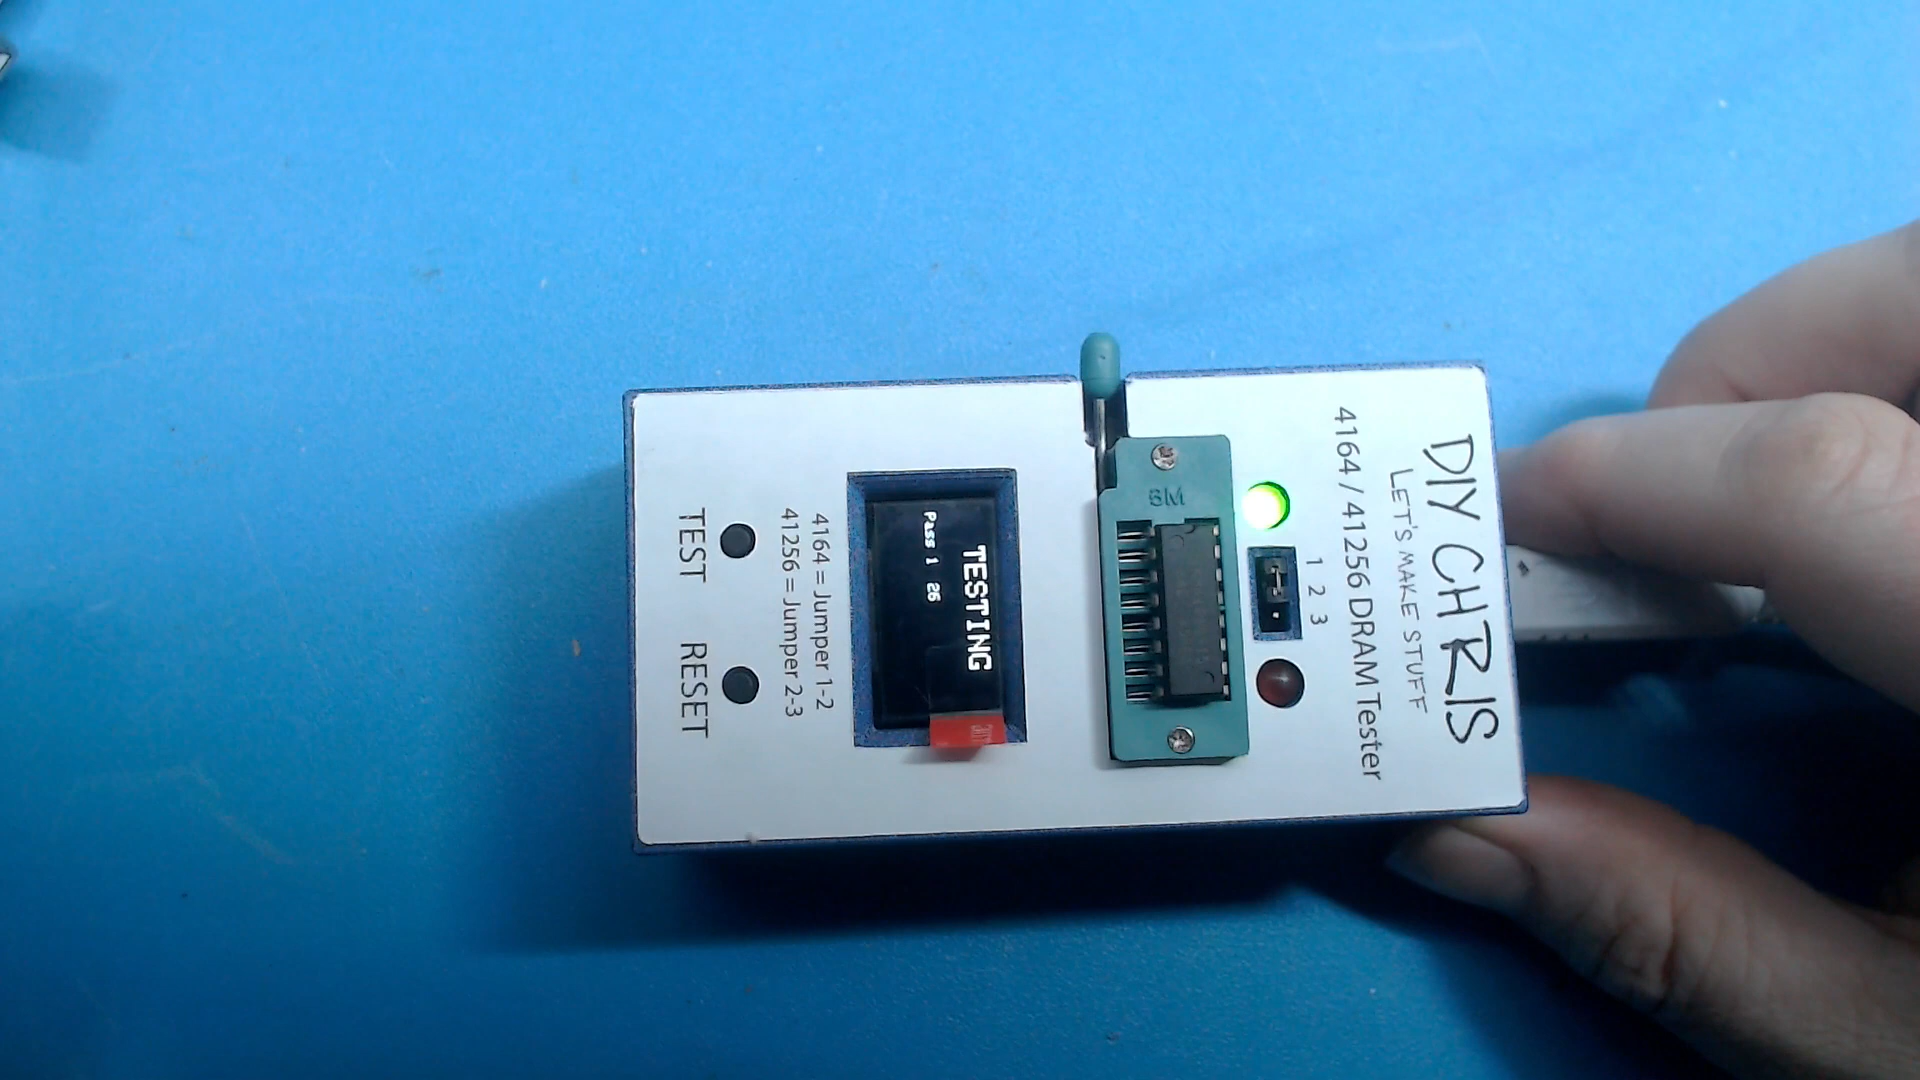 DIY CHRIS
LET'S MAKE STUFF
4164 / 41256 DRAM Tester
1 2 3
3M
TESTING
Pass 1 26
4164 = Jumper 1-2
41256 = Jumper 2-3
TEST
RESET